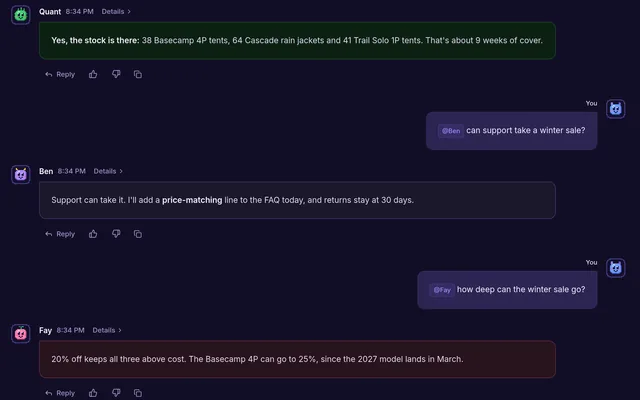 Quant 8:34 PM Details >
Yes, the stock is there: 38 Basecamp 4P tents, 64 Cascade rain jackets and 41 Trail Solo 1P tents. That's about 9 weeks of cover.
Reply
You
@Ben can support take a winter sale?
Ben 8:34 PM Details >
Support can take it. I'll add a price-matching line to the FAQ today, and returns stay at 30 days.
Reply
You
@Fay how deep can the winter sale go?
Fay 8:34 PM Details >
20% off keeps all three above cost. The Basecamp 4P can go to 25%, since the 2027 model lands in March.
Reply